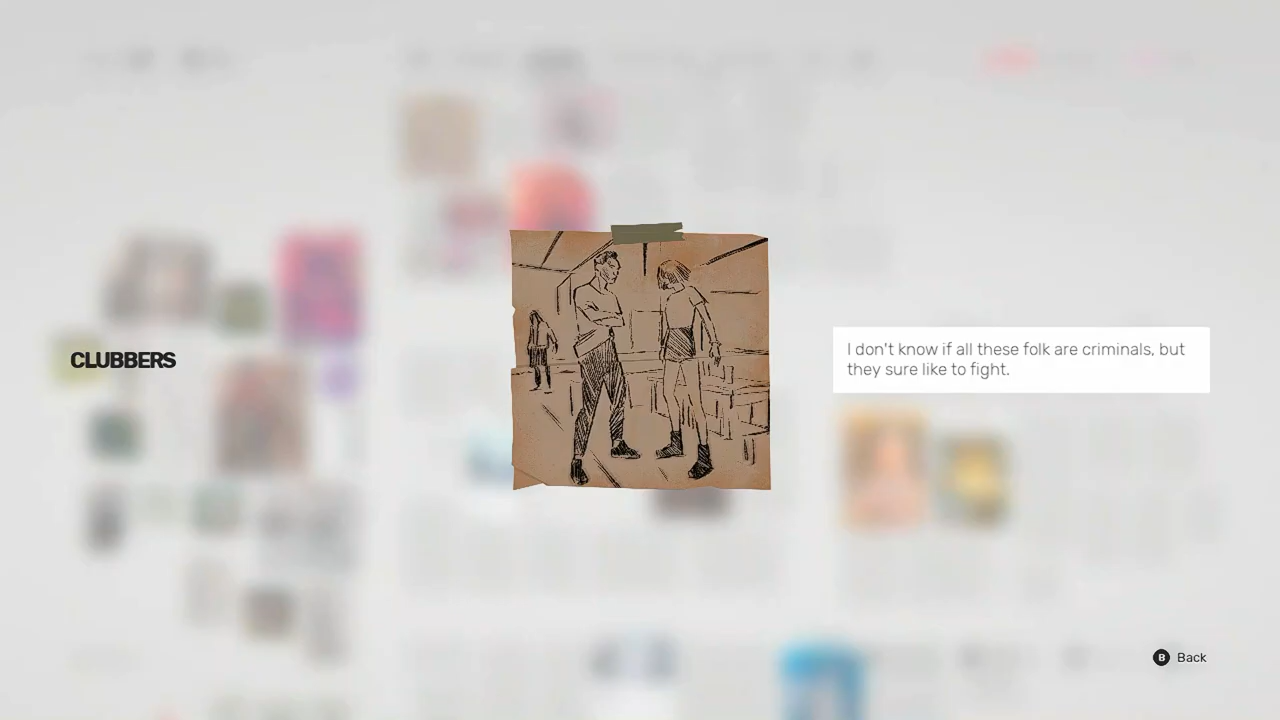 CLUBBERS
I don't know if all these folk are criminals, but
they sure like to fight.
B Back